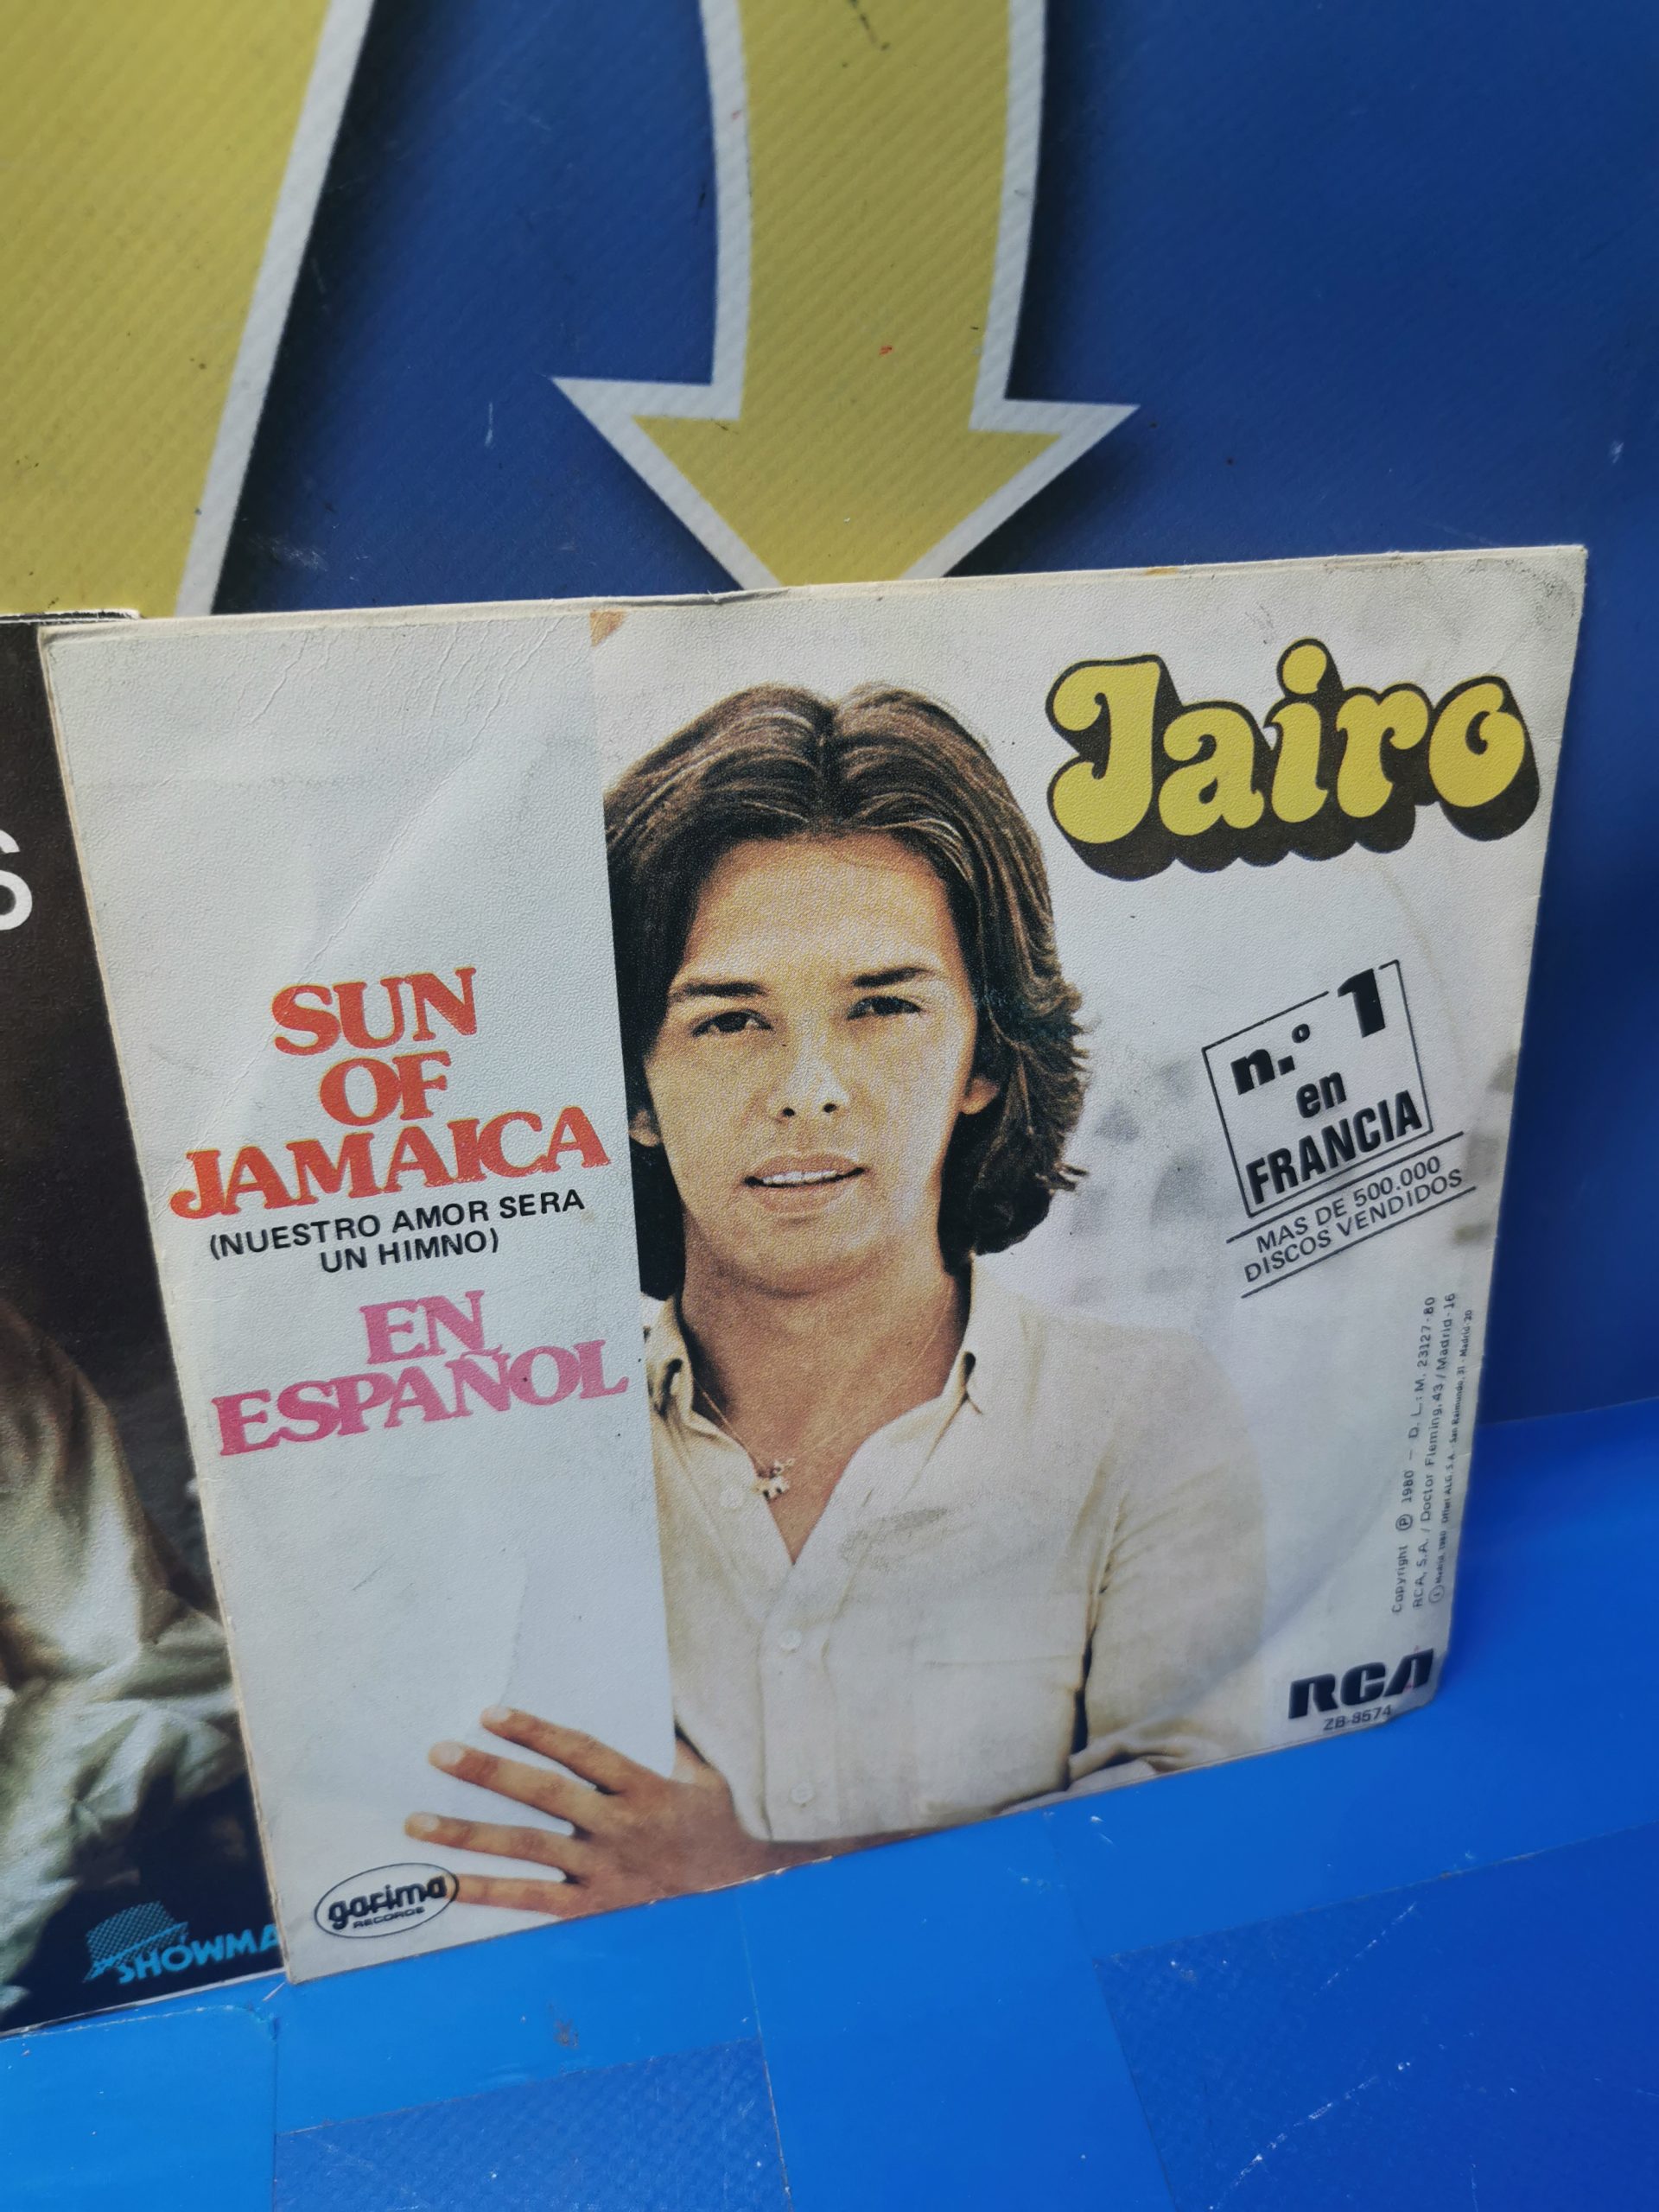 S
Jairo
SUN
OF
JAMAICA
(NUESTRO AMOR SERA
UN HIMNO)
EN
ESPAÑOL
n.º 1
en
FRANCIA
MAS DE 500.000
DISCOS VENDIDOS
Copyright Ⓟ 1980 – D. L.: M. 23127-80
RCA, S.A. / Doctor Fleming, 43 / Madrid-16
RCA
ZB-8574
garima
RECORDS
SHOWMA